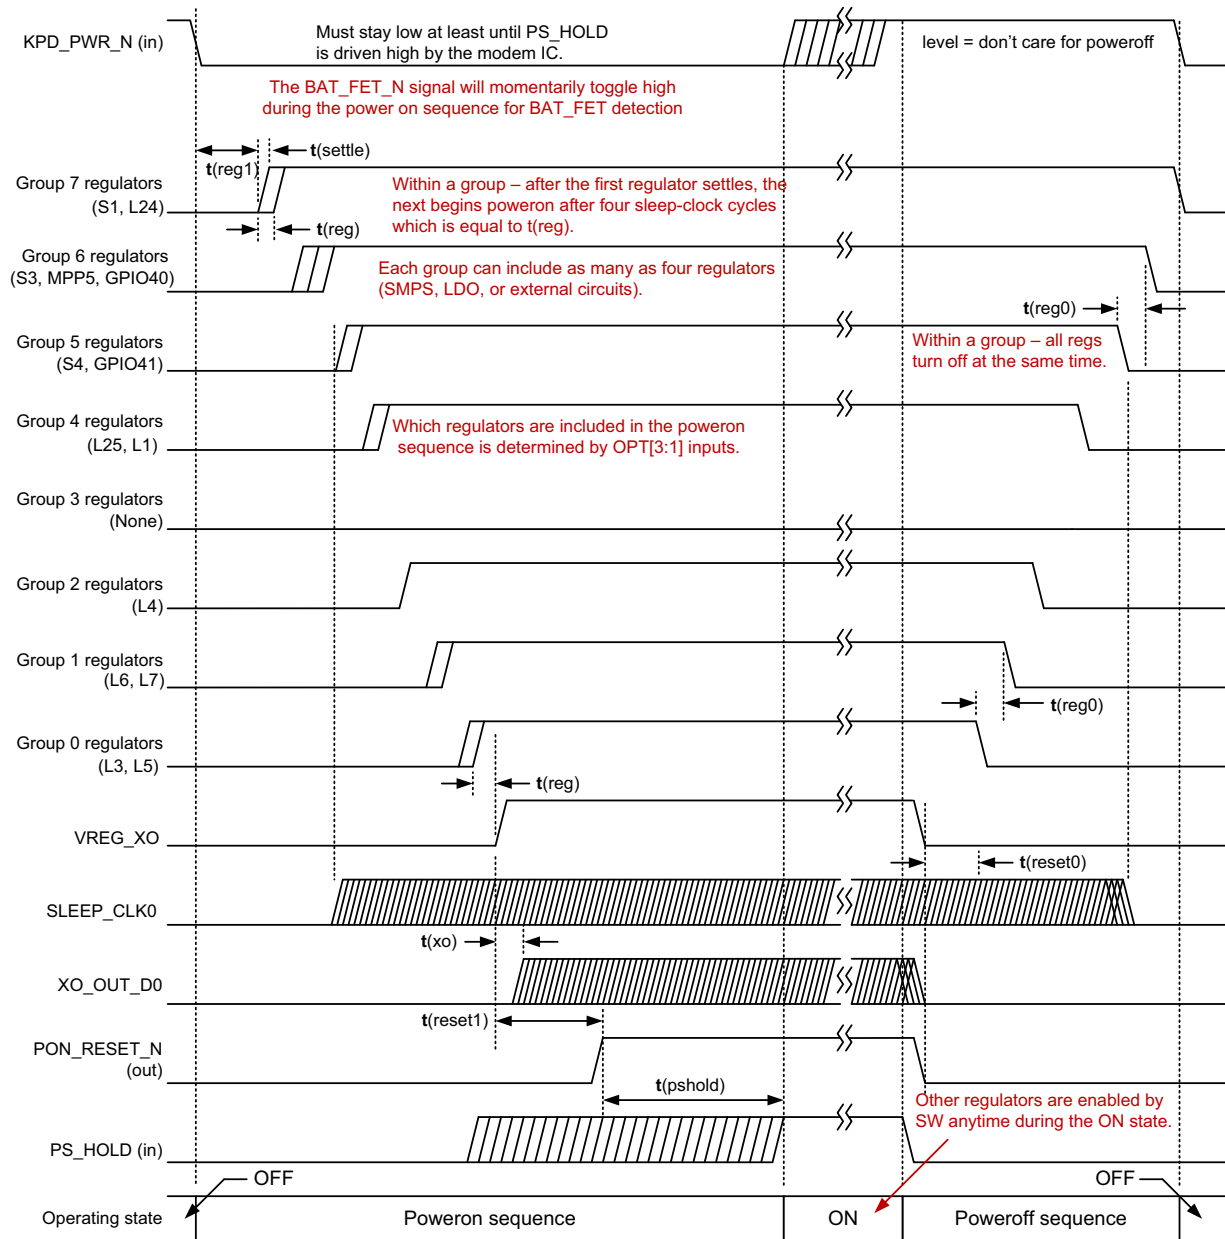 KPD_PWR_N (in)
Must stay low at least until PS_HOLD
is driven high by the modem IC.
level = don't care for poweroff
The BAT_FET_N signal will momentarily toggle high
during the power on sequence for BAT_FET detection
t(settle)
t(reg1)
Group 7 regulators
(S1, L24)
Within a group – after the first regulator settles, the
next begins poweron after four sleep-clock cycles
which is equal to t(reg).
t(reg)
Group 6 regulators
(S3, MPP5, GPIO40)
Each group can include as many as four regulators
(SMPS, LDO, or external circuits).
t(reg0)
Group 5 regulators
(S4, GPIO41)
Within a group – all regs
turn off at the same time.
Group 4 regulators
(L25, L1)
Which regulators are included in the poweron
sequence is determined by OPT[3:1] inputs.
Group 3 regulators
(None)
Group 2 regulators
(L4)
Group 1 regulators
(L6, L7)
t(reg0)
Group 0 regulators
(L3, L5)
t(reg)
VREG_XO
t(reset0)
SLEEP_CLK0
t(xo)
XO_OUT_D0
t(reset1)
PON_RESET_N
(out)
t(pshold)
Other regulators are enabled by
SW anytime during the ON state.
PS_HOLD (in)
OFF
OFF
Operating state
Poweron sequence
ON
Poweroff sequence